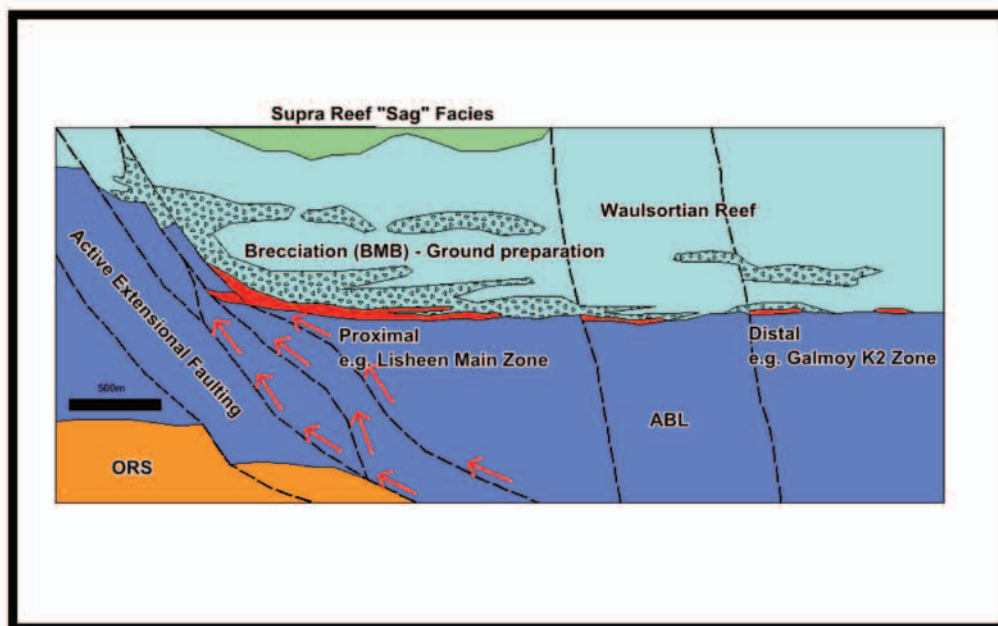 Supra Reef "Sag" Facies
Waulsortian Reef
Brecciation (BMB) - Ground preparation
Active Extensional Faulting
Proximal
e.g. Lisheen Main Zone
Distal
e.g. Galmoy K2 Zone
500m
ABL
ORS